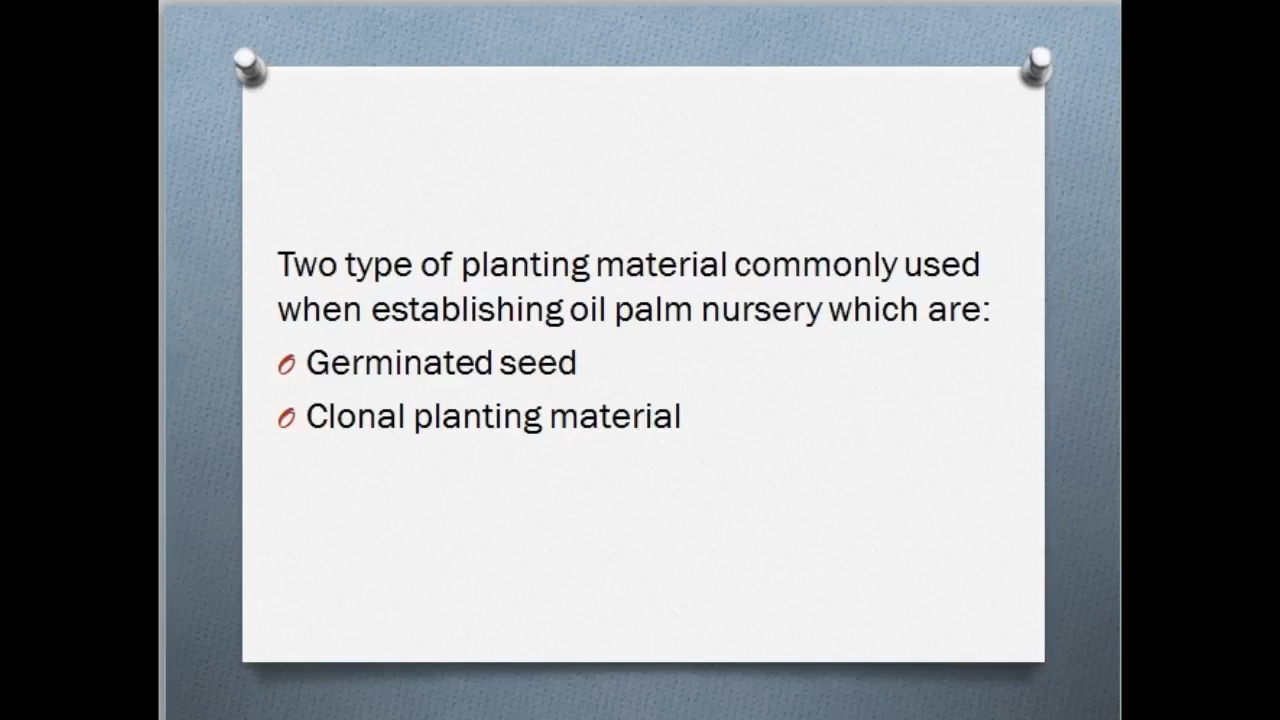 Two type of planting material commonly used
when establishing oil palm nursery which are:
Germinated seed
Clonal planting material